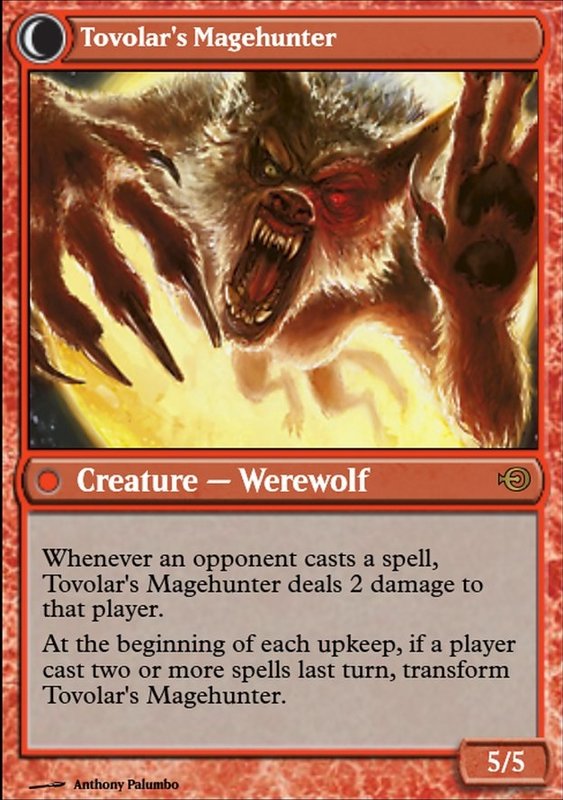 Tovolar's Magehunter
Creature — Werewolf
Whenever an opponent casts a spell,
Tovolar's Magehunter deals 2 damage to
that player.
At the beginning of each upkeep, if a player
cast two or more spells last turn, transform
Tovolar's Magehunter.
5/5
Anthony Palumbo